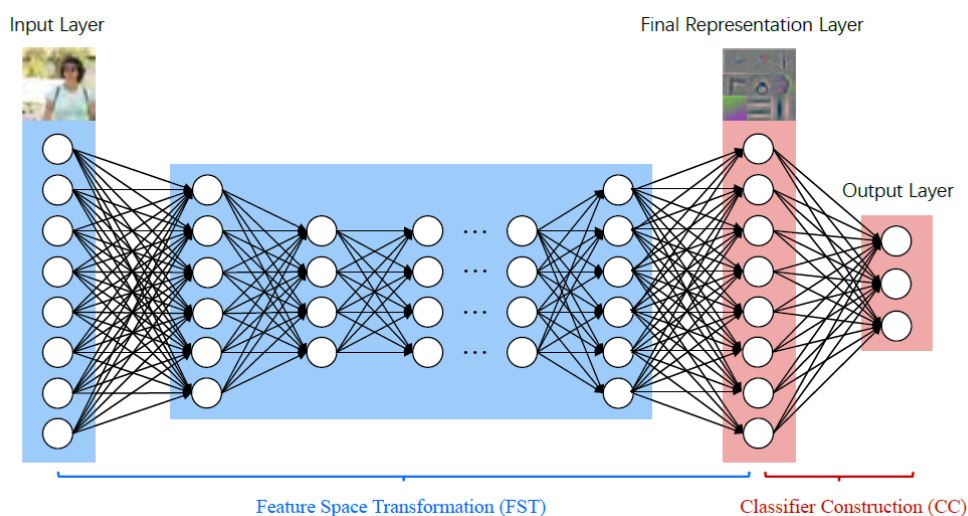 Input Layer
Final Representation Layer
Output Layer
...
...
...
...
Feature Space Transformation (FST)
Classifier Construction (CC)